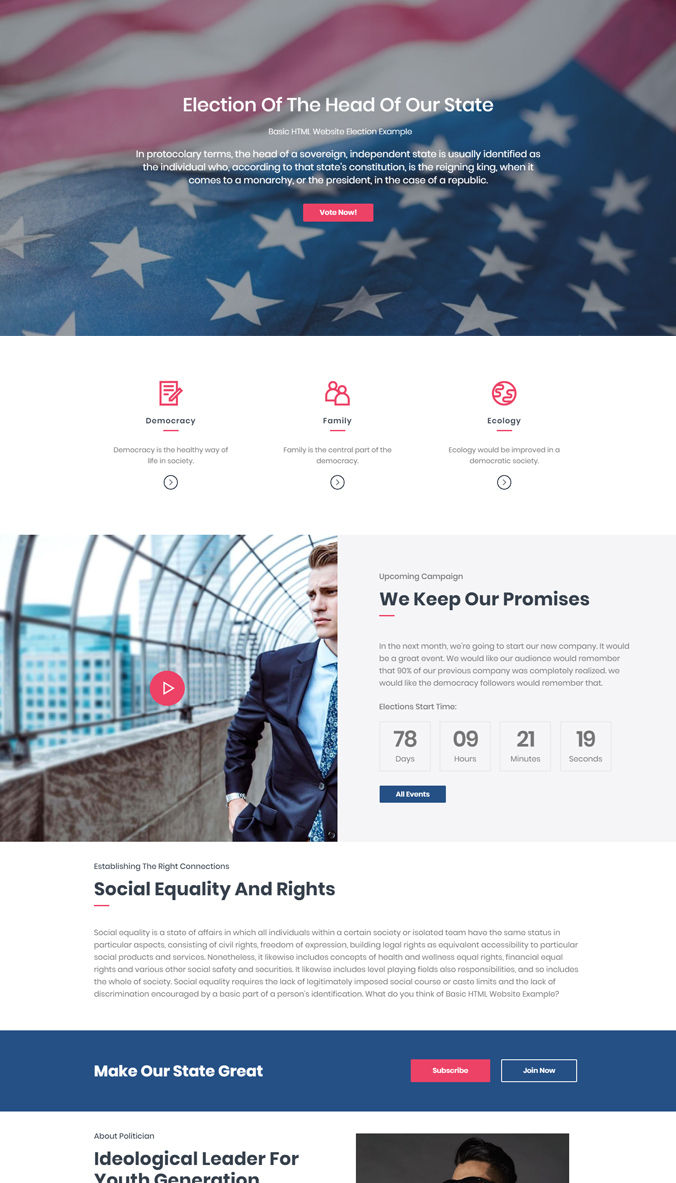 Election Of The Head Of Our State
Basic HTML Website Election Example
In protocolary terms, the head of a sovereign, independent state is usually identified as
the individual who, according to that state's constitution, is the reigning king, when it
comes to a monarchy, or the president, in the case of a republic.
Vote Now!
Democracy
Democracy is the healthy way of
life in society.
Family
Family is the central part of the
democracy.
Ecology
Ecology would be improved in a
democratic society.
Upcoming Campaign
We Keep Our Promises
In the next month, we're going to start our new company. It would
be a great event. We would like our audience would remember
that 90% of our previous company was completely realized. we
would like the democracy followers would remember that.
Elections Start Time:
78 09 21 19
Days Hours Minutes Seconds
All Events
Establishing The Right Connections
Social Equality And Rights
Social equality is a state of affairs in which all individuals within a certain society or isolated team have the same status in
particular aspects, consisting of civil rights, freedom of expression, building legal rights as equivalent accessibility to particular
social products and services. Nonetheless, it likewise includes concepts of health and wellness equal rights, financial equal
rights and various other social safety and securities. It likewise includes level playing fields also responsibilities, and so includes
the whole of society. Social equality requires the lack of legitimately imposed social course or caste limits and the lack of
discrimination encouraged by a basic part of a person's identification. What do you think of Basic HTML Website Example?
Make Our State Great
Subscribe
Join Now
About Politician
Ideological Leader For
Youth Generation